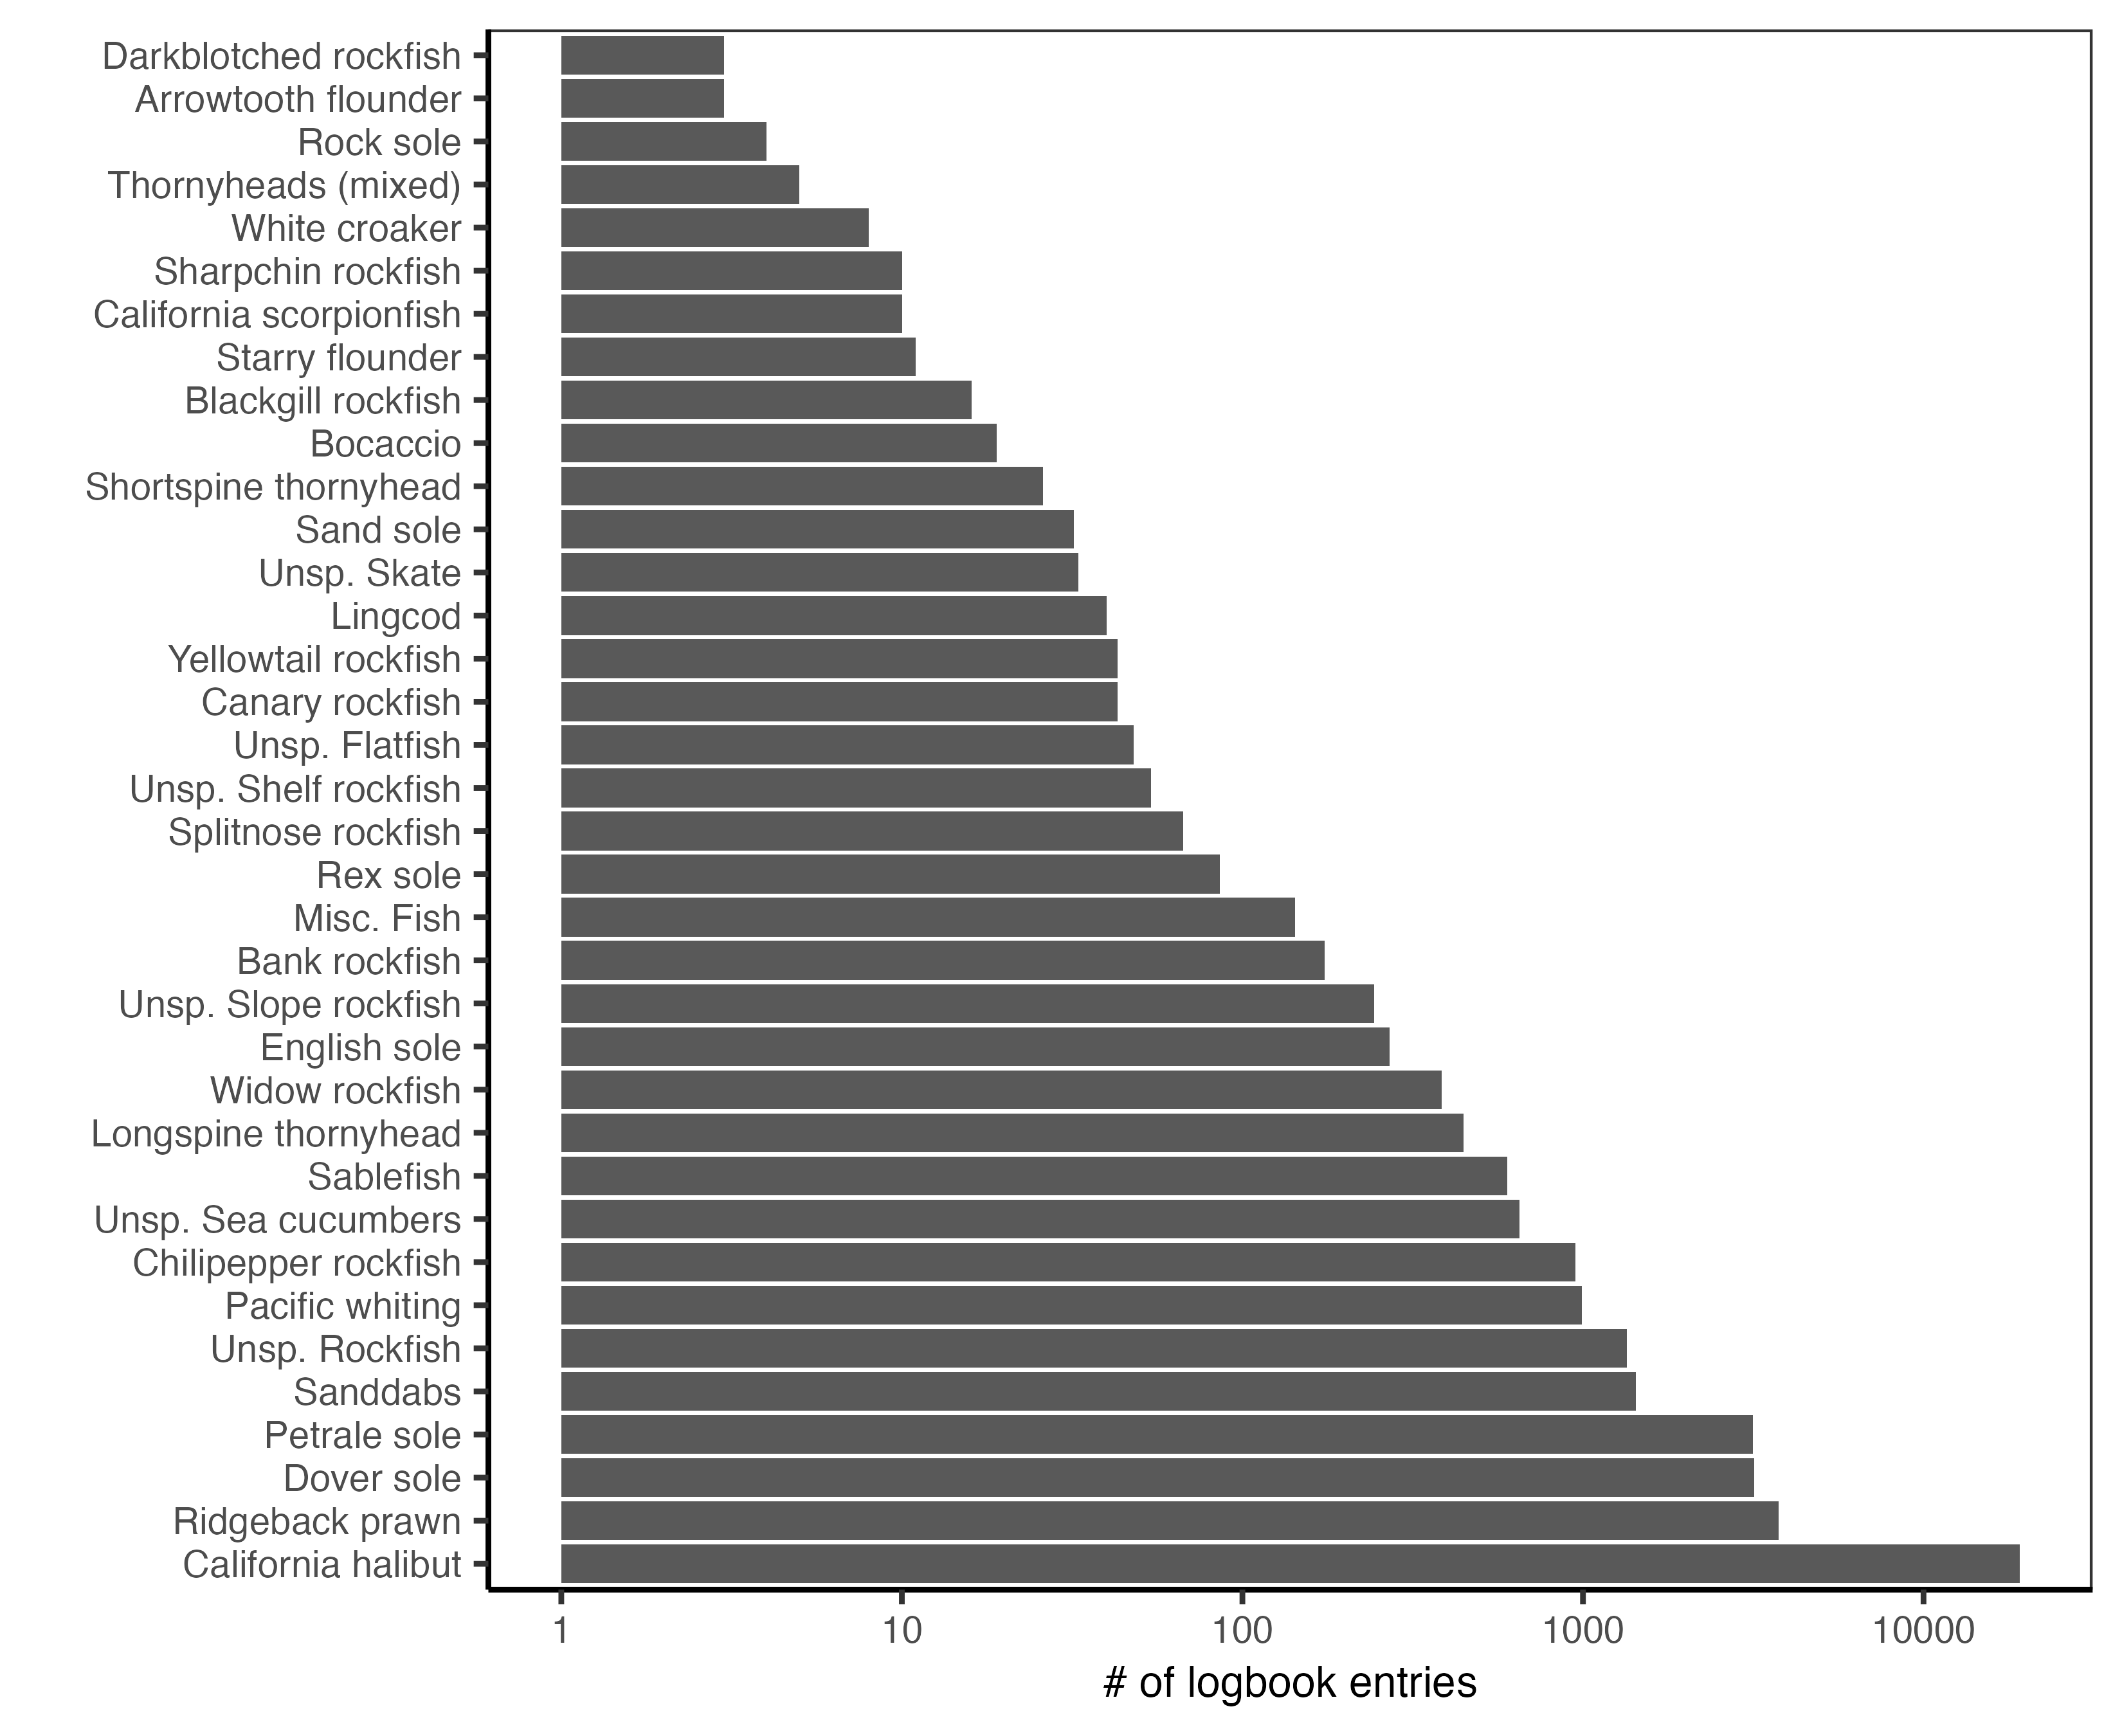 Darkblotched rockfish
Arrowtooth flounder
Rock sole
Thornyheads (mixed)
White croaker
Sharpchin rockfish
California scorpionfish
Starry flounder
Blackgill rockfish
Bocaccio
Shortspine thornyhead
Sand sole
Unsp. Skate
Lingcod
Yellowtail rockfish
Canary rockfish
Unsp. Flatfish
Unsp. Shelf rockfish
Splitnose rockfish
Rex sole
Misc. Fish
Bank rockfish
Unsp. Slope rockfish
English sole
Widow rockfish
Longspine thornyhead
Sablefish
Unsp. Sea cucumbers
Chilipepper rockfish
Pacific whiting
Unsp. Rockfish
Sanddabs
Petrale sole
Dover sole
Ridgeback prawn
California halibut
1 10 100 1000 10000
# of logbook entries